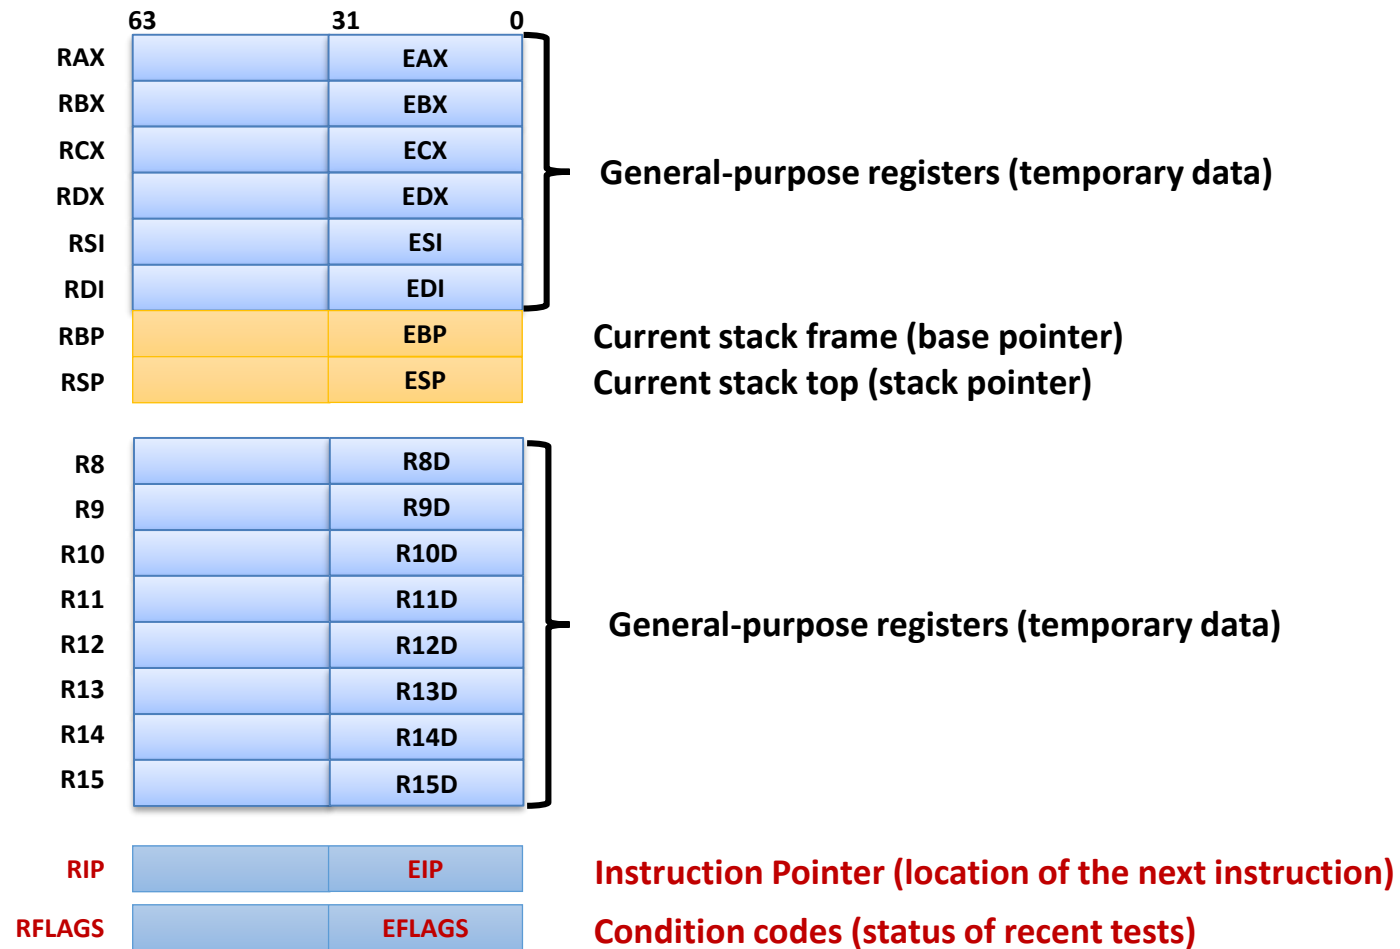 63 31 0
RAX EAX
RBX EBX
RCX ECX
General-purpose registers (temporary data)
RDX EDX
RSI ESI
RDI EDI
RBP EBP Current stack frame (base pointer)
RSP ESP Current stack top (stack pointer)
R8 R8D
R9 R9D
R10 R10D
R11 R11D
General-purpose registers (temporary data)
R12 R12D
R13 R13D
R14 R14D
R15 R15D
RIP EIP Instruction Pointer (location of the next instruction)
RFLAGS EFLAGS Condition codes (status of recent tests)